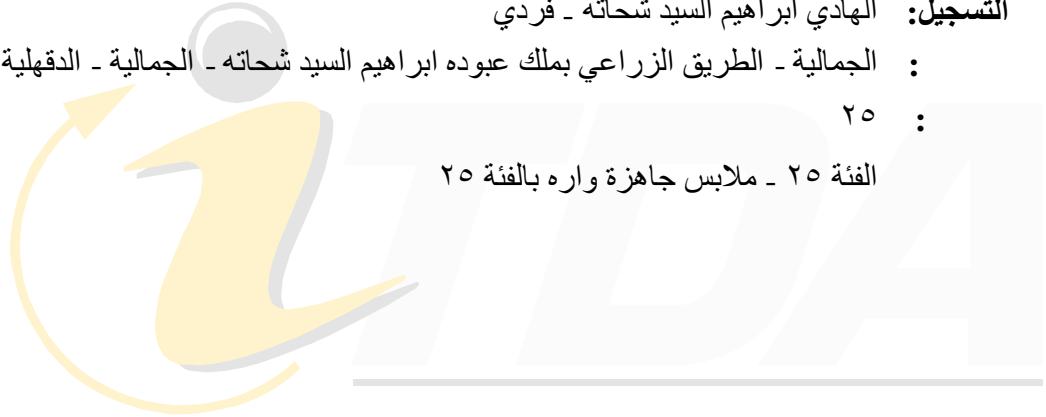 التسجيل: الهادي ابراهيم السيد شحاته - فردي
: الجمالية - الطريق الزراعي بملك عبوده ابراهيم السيد شحاته - الجمالية - الدقهلية
: ٢٥
الفئة ٢٥ - ملابس جاهزة واره بالفئة ٢٥
iTDA